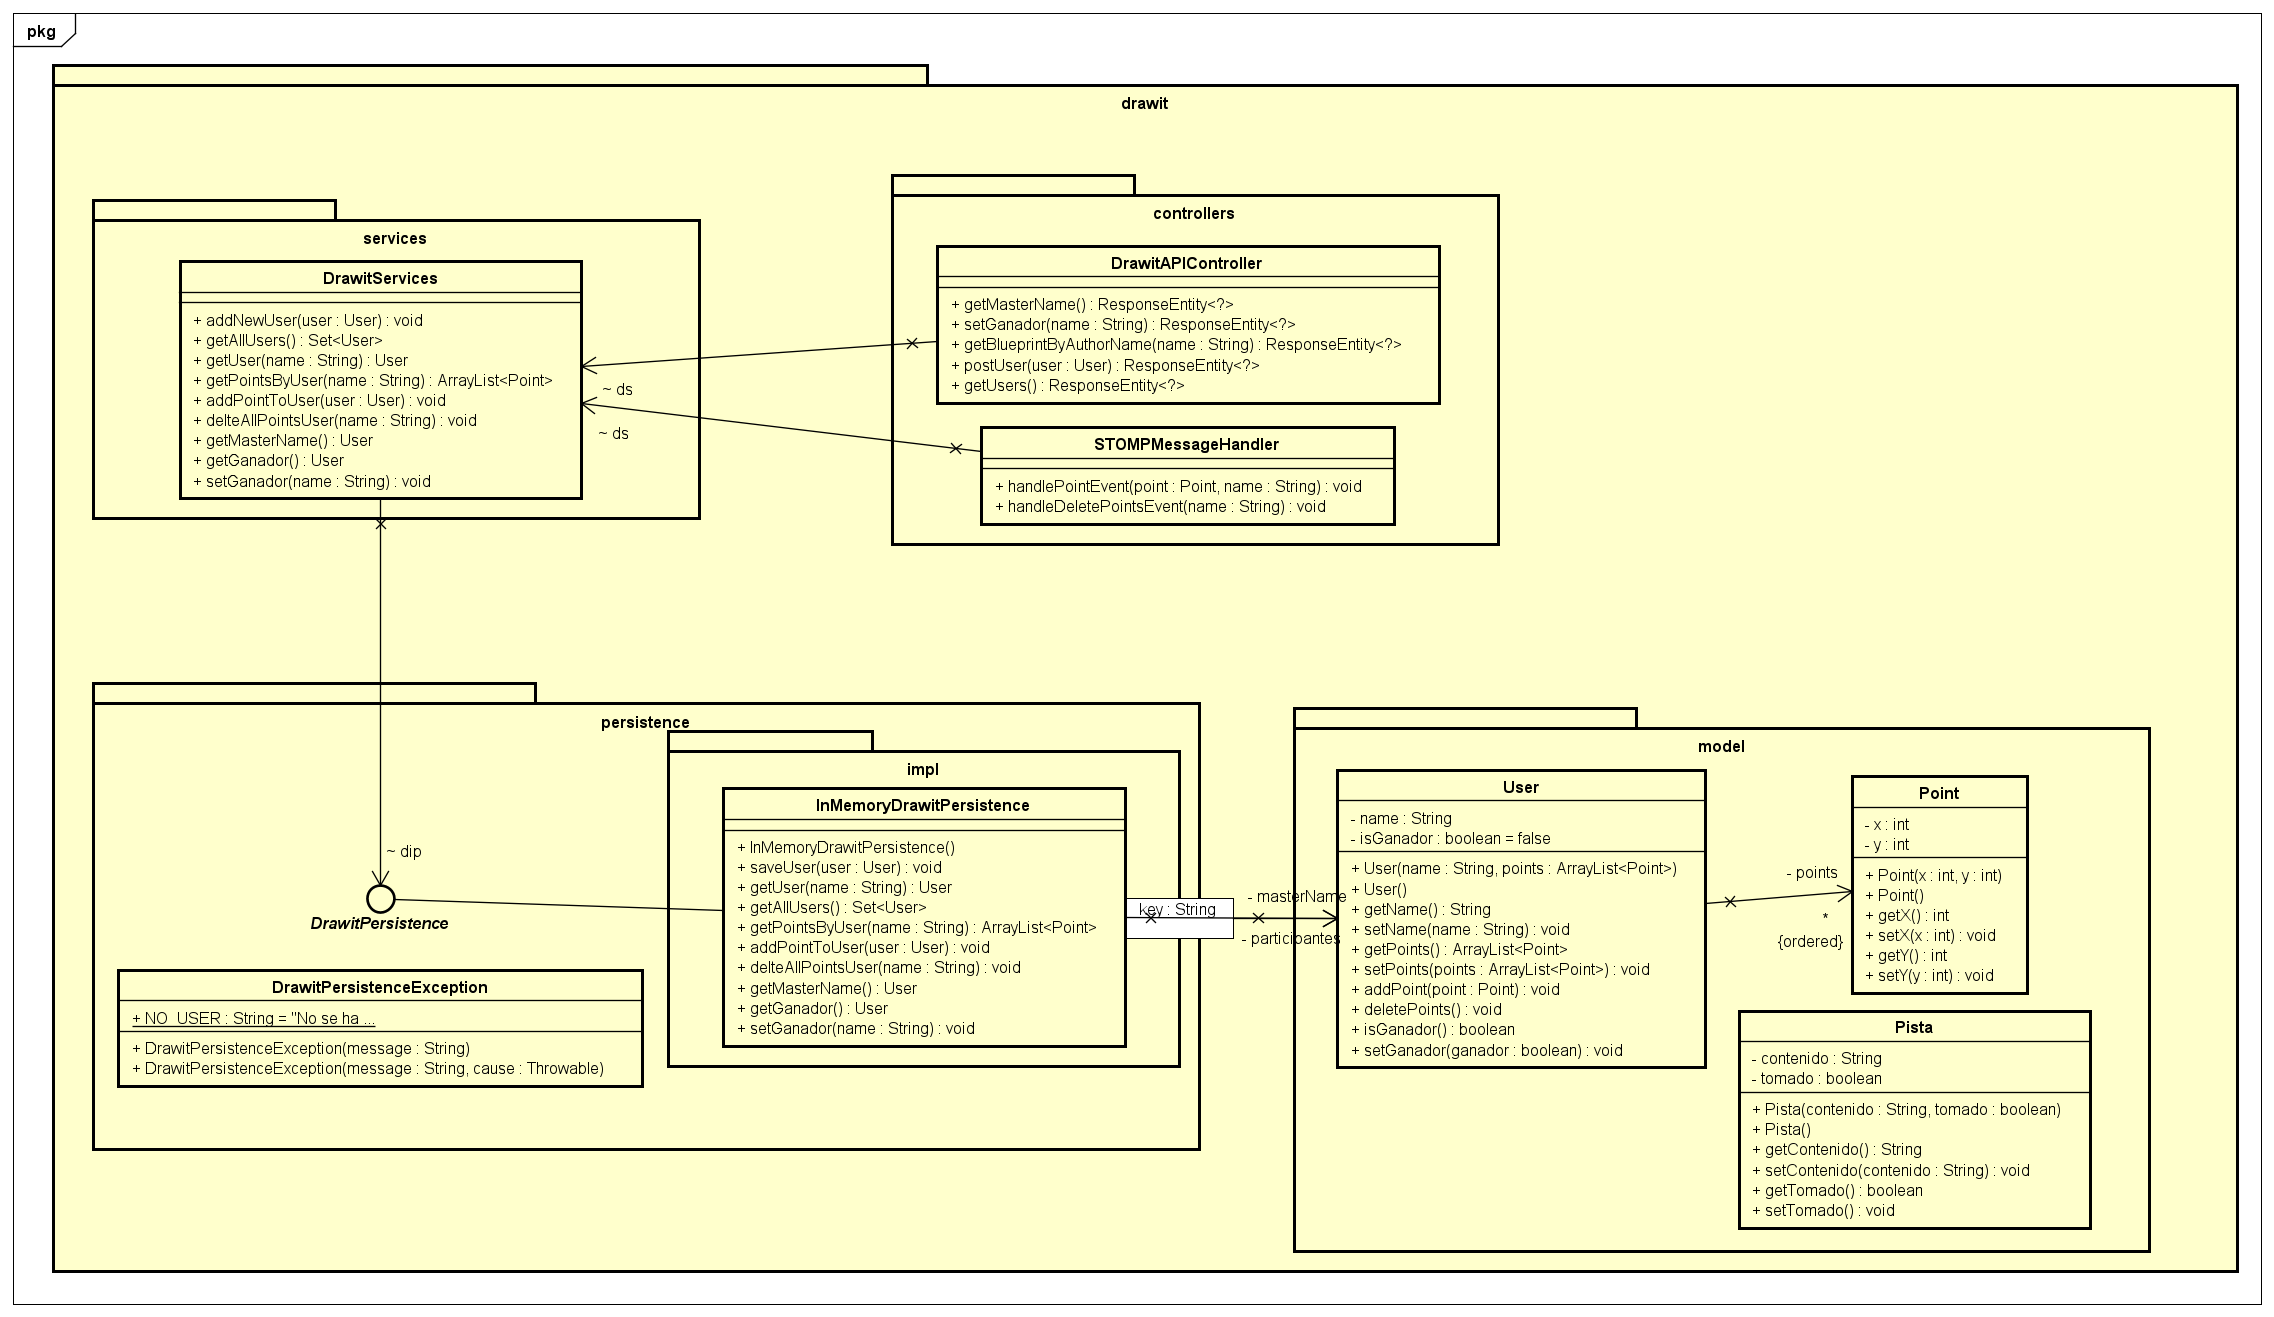 pkg
drawit
services
DrawitServices
+ addNewUser(user : User) : void
+ getAllUsers() : Set<User>
+ getUser(name : String) : User
+ getPointsByUser(name : String) : ArrayList<Point>
+ addPointToUser(user : User) : void
+ delteAllPointsUser(name : String) : void
+ getMasterName() : User
+ getGanador() : User
+ setGanador(name : String) : void
controllers
DrawitAPIController
+ getMasterName() : ResponseEntity<?>
+ setGanador(name : String) : ResponseEntity<?>
+ getBlueprintByAuthorName(name : String) : ResponseEntity<?>
+ postUser(user : User) : ResponseEntity<?>
+ getUsers() : ResponseEntity<?>
~ ds
~ ds
STOMPMessageHandler
+ handlePointEvent(point : Point, name : String) : void
+ handleDeletePointsEvent(name : String) : void
persistence
~ dip
DrawitPersistence
DrawitPersistenceException
+ NO_USER : String = "No se ha ...
+ DrawitPersistenceException(message : String)
+ DrawitPersistenceException(message : String, cause : Throwable)
impl
InMemoryDrawitPersistence
+ InMemoryDrawitPersistence()
+ saveUser(user : User) : void
+ getUser(name : String) : User
+ getAllUsers() : Set<User>
+ getPointsByUser(name : String) : ArrayList<Point>
+ addPointToUser(user : User) : void
+ delteAllPointsUser(name : String) : void
+ getMasterName() : User
+ getGanador() : User
+ setGanador(name : String) : void
key : String
- masterName
- participantes
model
User
- name : String
- isGanador : boolean = false
+ User(name : String, points : ArrayList<Point>)
+ User()
+ getName() : String
+ setName(name : String) : void
+ getPoints() : ArrayList<Point>
+ setPoints(points : ArrayList<Point>) : void
+ addPoint(point : Point) : void
+ deletePoints() : void
+ isGanador() : boolean
+ setGanador(ganador : boolean) : void
- points
*
{ordered}
Point
- x : int
- y : int
+ Point(x : int, y : int)
+ Point()
+ getX() : int
+ setX(x : int) : void
+ getY() : int
+ setY(y : int) : void
Pista
- contenido : String
- tomado : boolean
+ Pista(contenido : String, tomado : boolean)
+ Pista()
+ getContenido() : String
+ setContenido(contenido : String) : void
+ getTomado() : boolean
+ setTomado() : void